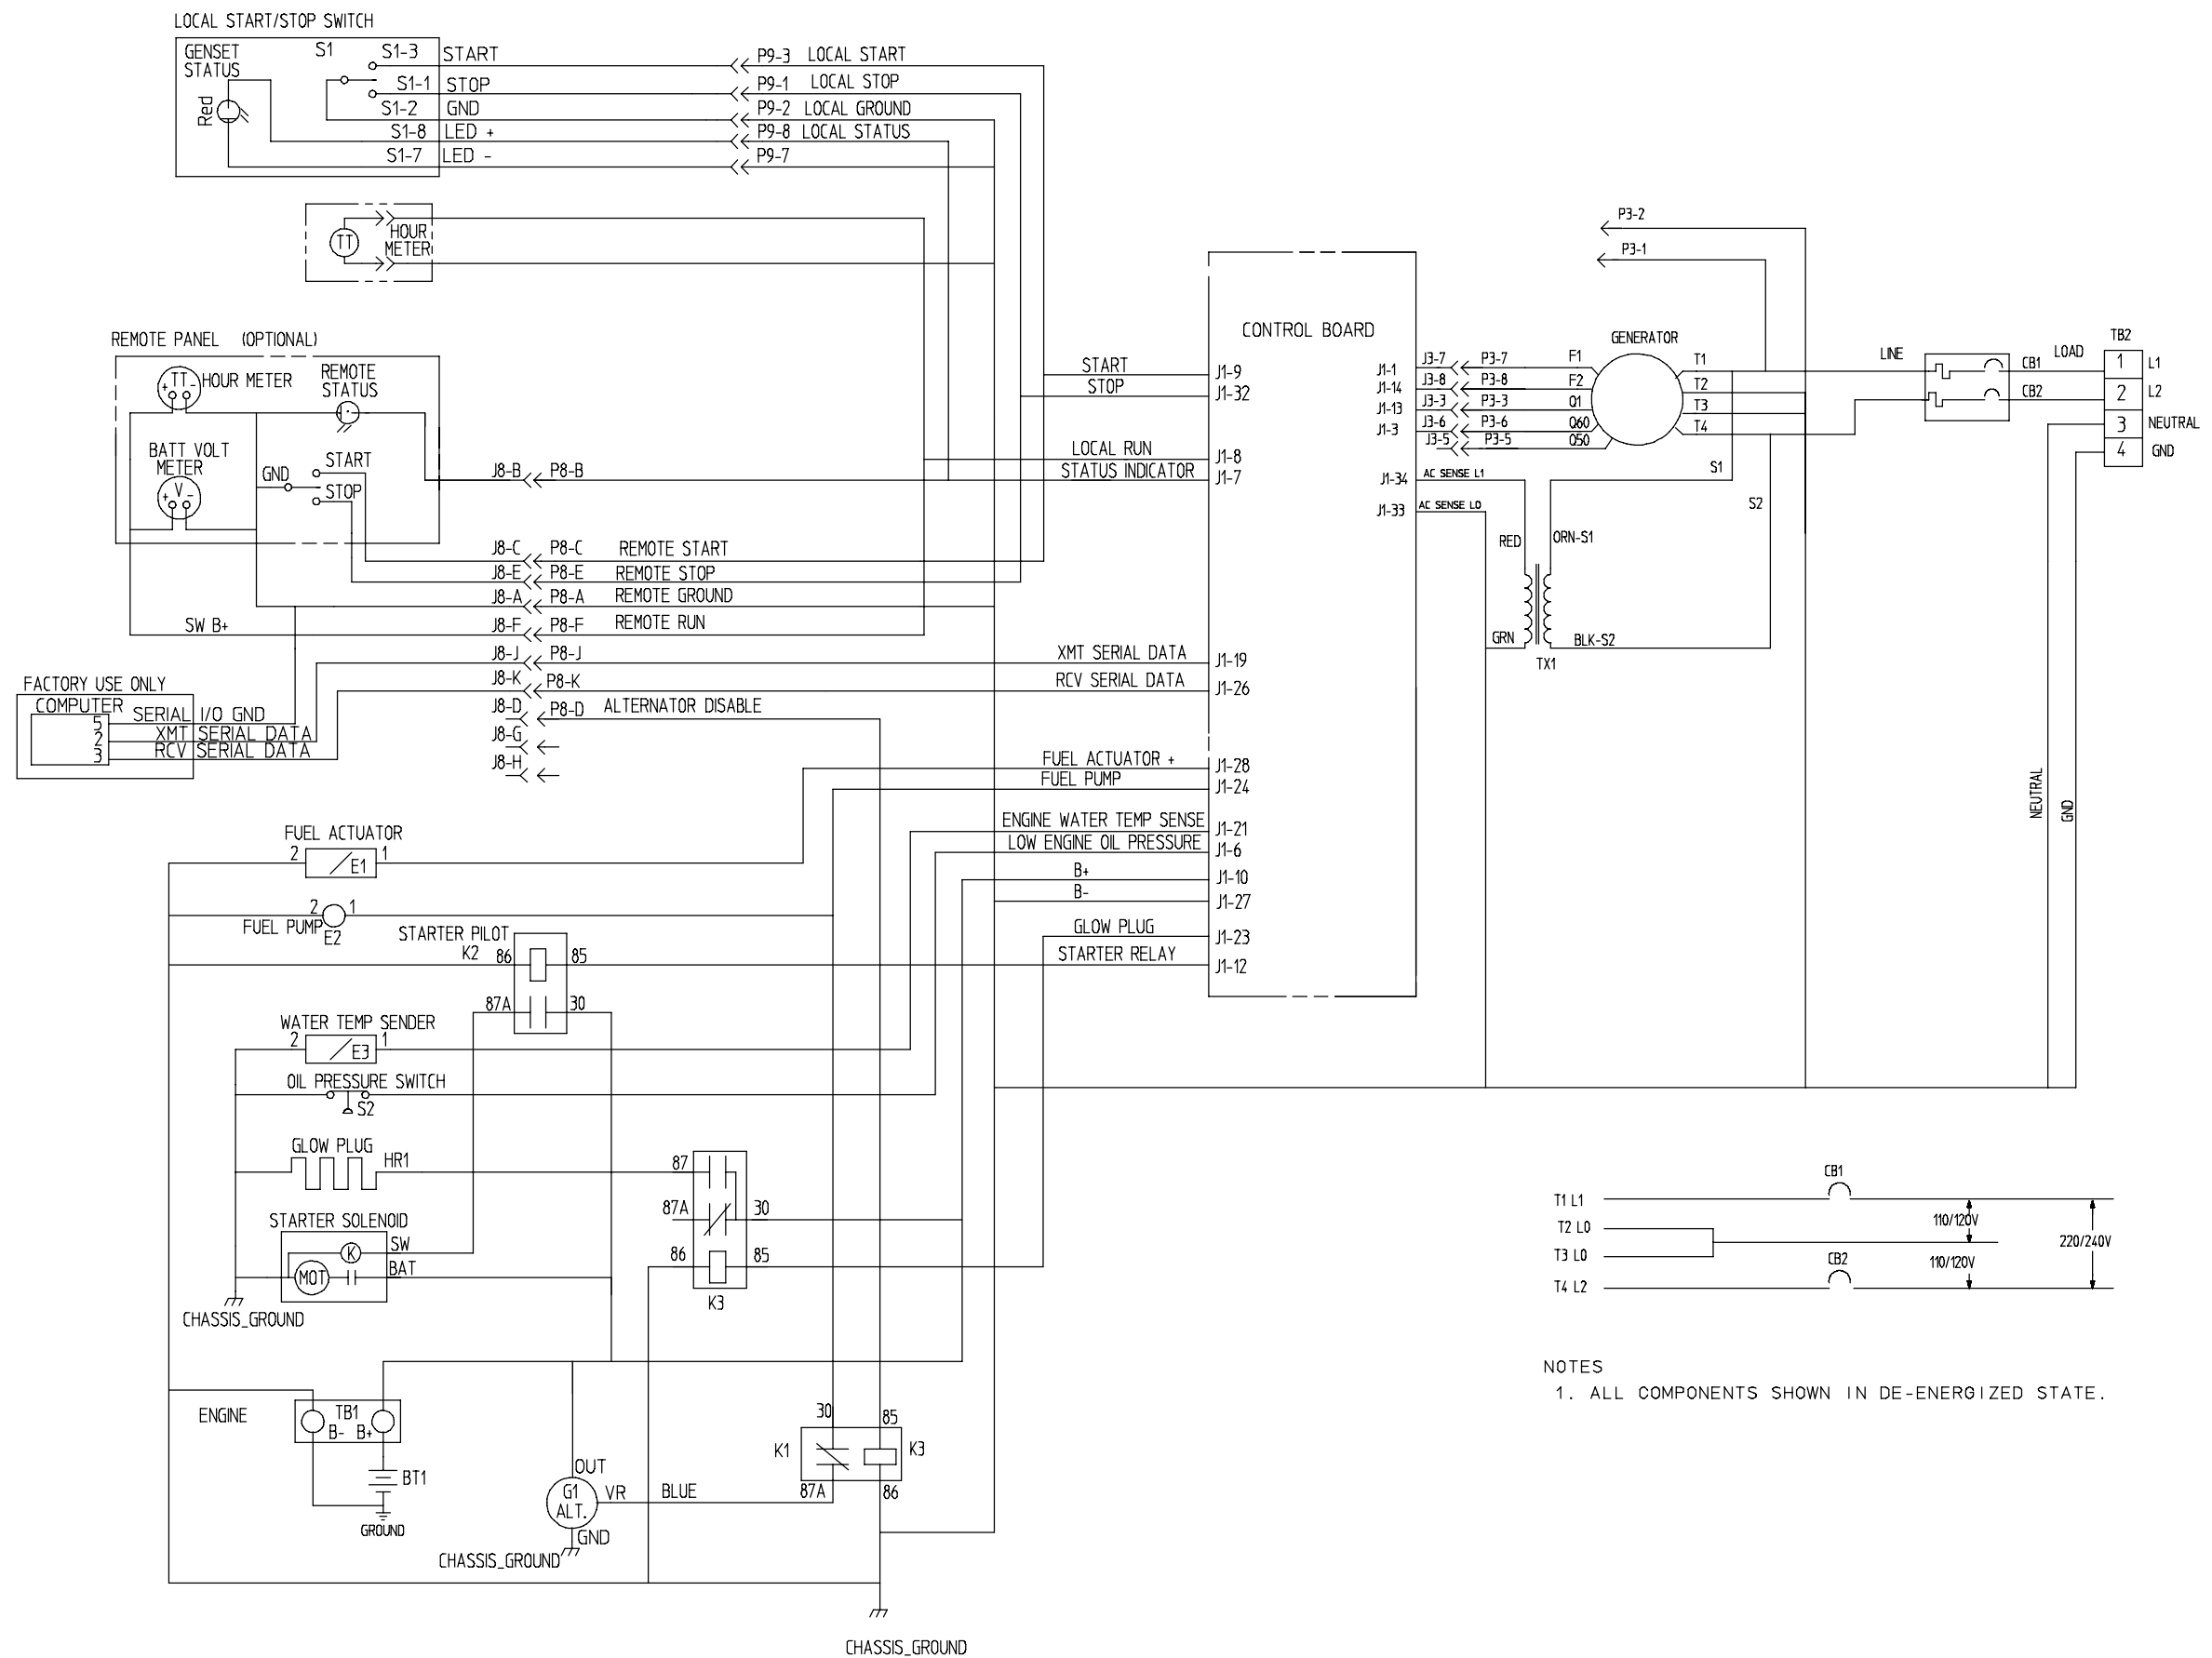 LOCAL START/STOP SWITCH
GENSET
STATUS
Red
S1
S1-3 START
S1-1 STOP
S1-2 GND
S1-8 LED +
S1-7 LED -
P9-3 LOCAL START
P9-1 LOCAL STOP
P9-2 LOCAL GROUND
P9-8 LOCAL STATUS
P9-7
TT
HOUR
METER
REMOTE PANEL (OPTIONAL)
+ TT -
HOUR METER
REMOTE
STATUS
BATT VOLT
METER
+ V -
GND
START
STOP
J8-B P8-B
J8-C P8-C REMOTE START
J8-E P8-E REMOTE STOP
J8-A P8-A REMOTE GROUND
SW B+
J8-F P8-F REMOTE RUN
J8-J P8-J
J8-K P8-K
J8-D P8-D ALTERNATOR DISABLE
J8-G
J8-H
FACTORY USE ONLY
COMPUTER
5 SERIAL I/O GND
2 XMT SERIAL DATA
3 RCV SERIAL DATA
START
STOP
LOCAL RUN
STATUS INDICATOR
XMT SERIAL DATA
RCV SERIAL DATA
FUEL ACTUATOR +
FUEL PUMP
ENGINE WATER TEMP SENSE
LOW ENGINE OIL PRESSURE
B+
B-
GLOW PLUG
STARTER RELAY
CONTROL BOARD
J1-9
J1-32
J1-8
J1-7
J1-19
J1-26
J1-28
J1-24
J1-21
J1-6
J1-10
J1-27
J1-23
J1-12
J1-1
J1-14
J1-13
J1-3
J1-34
J1-33
J3-7 P3-7 F1
J3-8 P3-8 F2
J3-3 P3-3 Q1
J3-6 P3-6 Q60
J3-5 P3-5 Q50
AC SENSE L1
AC SENSE L0
P3-2
P3-1
GENERATOR
T1
T2
T3
T4
S1
S2
RED
ORN-S1
GRN
BLK-S2
TX1
LINE
CB1
CB2
LOAD
TB2
1 L1
2 L2
3 NEUTRAL
4 GND
NEUTRAL
GND
FUEL ACTUATOR
2 E1 1
2 1
FUEL PUMP
E2
STARTER PILOT
K2
86 85
87A 30
WATER TEMP SENDER
2 E3 1
OIL PRESSURE SWITCH
S2
GLOW PLUG
HR1
STARTER SOLENOID
K SW
MOT BAT
CHASSIS_GROUND
87
87A 30
86 85
K3
ENGINE
TB1
B- B+
BT1
GROUND
OUT
G1
ALT.
VR BLUE
GND
CHASSIS_GROUND
30 85
K1 K3
87A 86
CHASSIS_GROUND
T1 L1
T2 L0
T3 L0
T4 L2
CB1
CB2
110/120V
110/120V
220/240V
NOTES
1. ALL COMPONENTS SHOWN IN DE-ENERGIZED STATE.